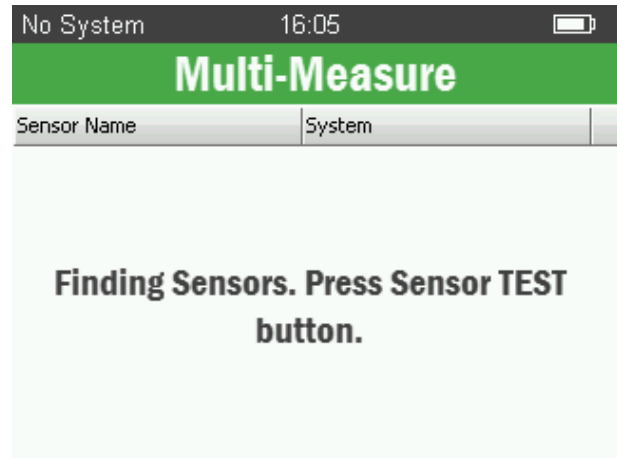 No System 16:05
Multi-Measure
Sensor Name System
Finding Sensors. Press Sensor TEST
button.